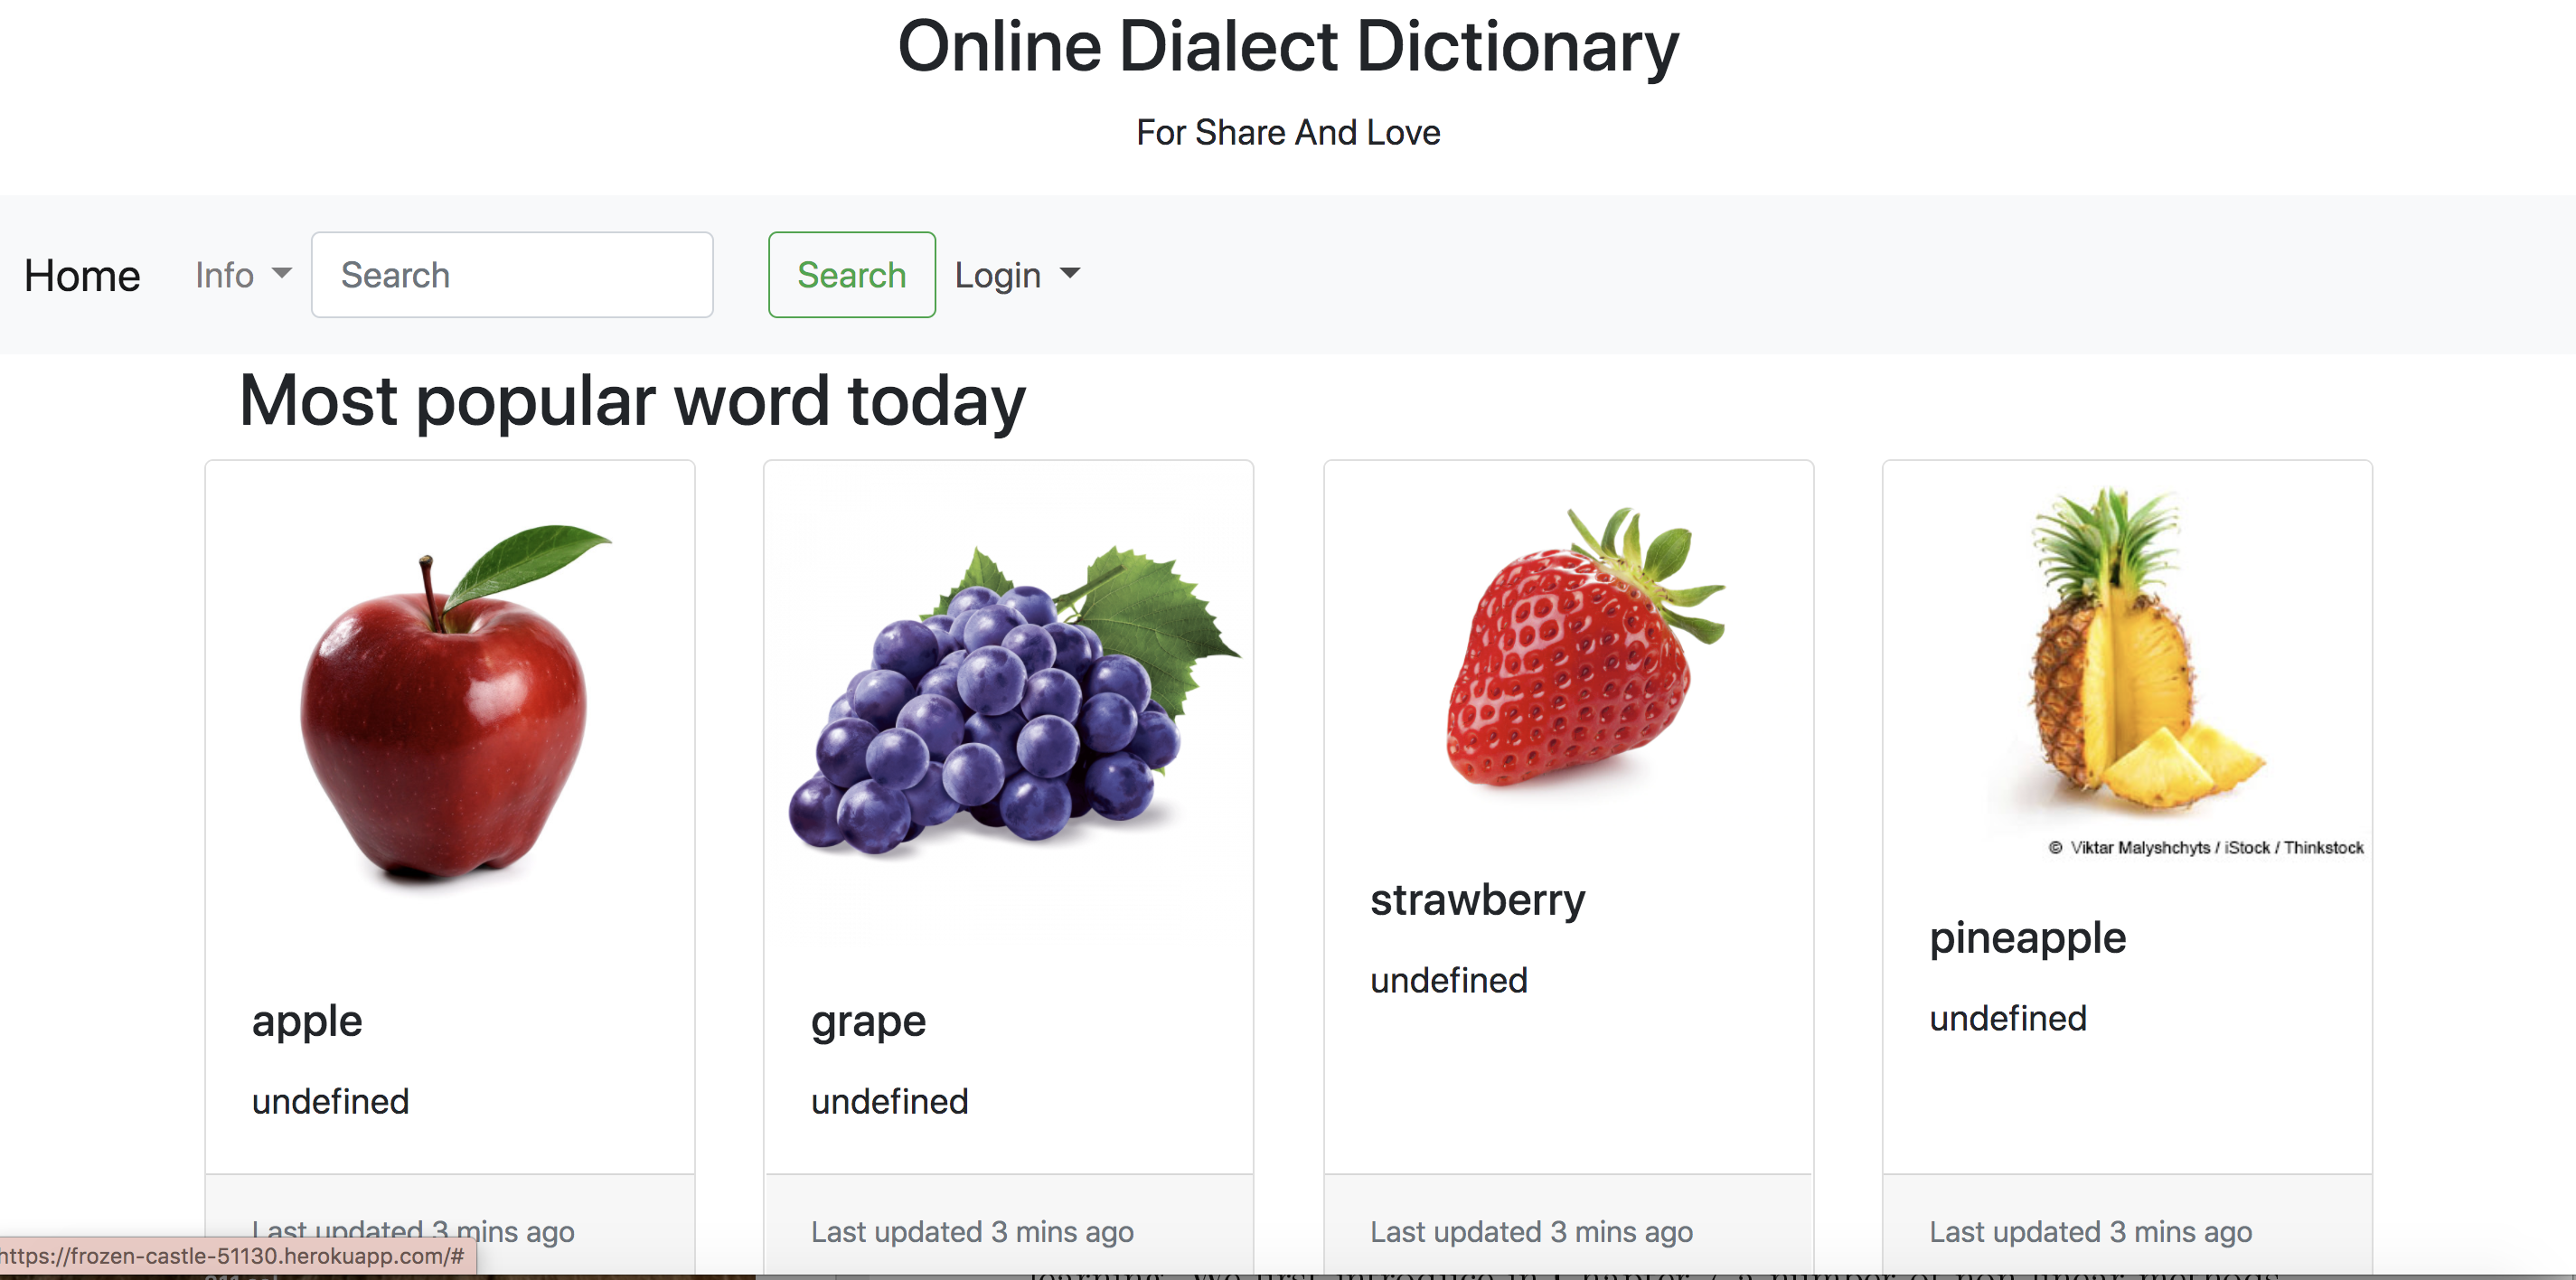 Online Dialect Dictionary
For Share And Love
Home Info Search Search Login
Most popular word today
© Viktar Malyshchyts / iStock / Thinkstock
apple
undefined
grape
undefined
strawberry
undefined
pineapple
undefined
Last updated 3 mins ago
Last updated 3 mins ago
Last updated 3 mins ago
Last updated 3 mins ago
https://frozen-castle-51130.herokuapp.com/#